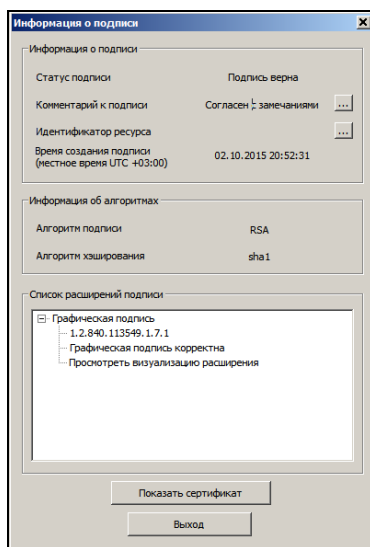 Информация о подписи
Информация о подписи
Статус подписи Подпись верна
Комментарий к подписи Согласен с замечаниями ...
Идентификатор ресурса ...
Время создания подписи
(местное время UTC +03:00) 02.10.2015 20:52:31
Информация об алгоритмах
Алгоритм подписи RSA
Алгоритм хэширования sha1
Список расширений подписи
Графическая подпись
1.2.840.113549.1.7.1
Графическая подпись корректна
Просмотреть визуализацию расширения
Показать сертификат
Выход